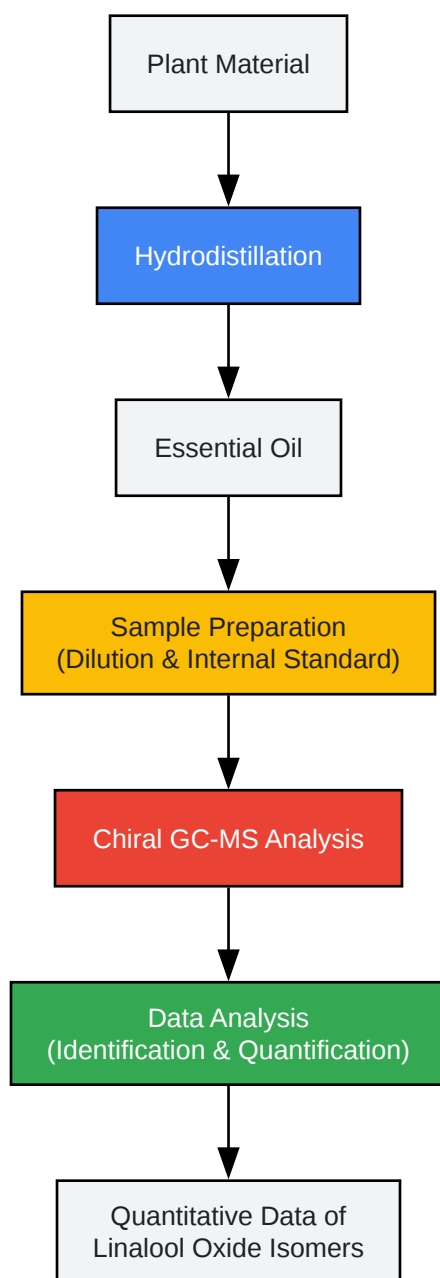 Plant Material
Hydrodistillation
Essential Oil
Sample Preparation
(Dilution & Internal Standard)
Chiral GC-MS Analysis
Data Analysis
(Identification & Quantification)
Quantitative Data of
Linalool Oxide Isomers